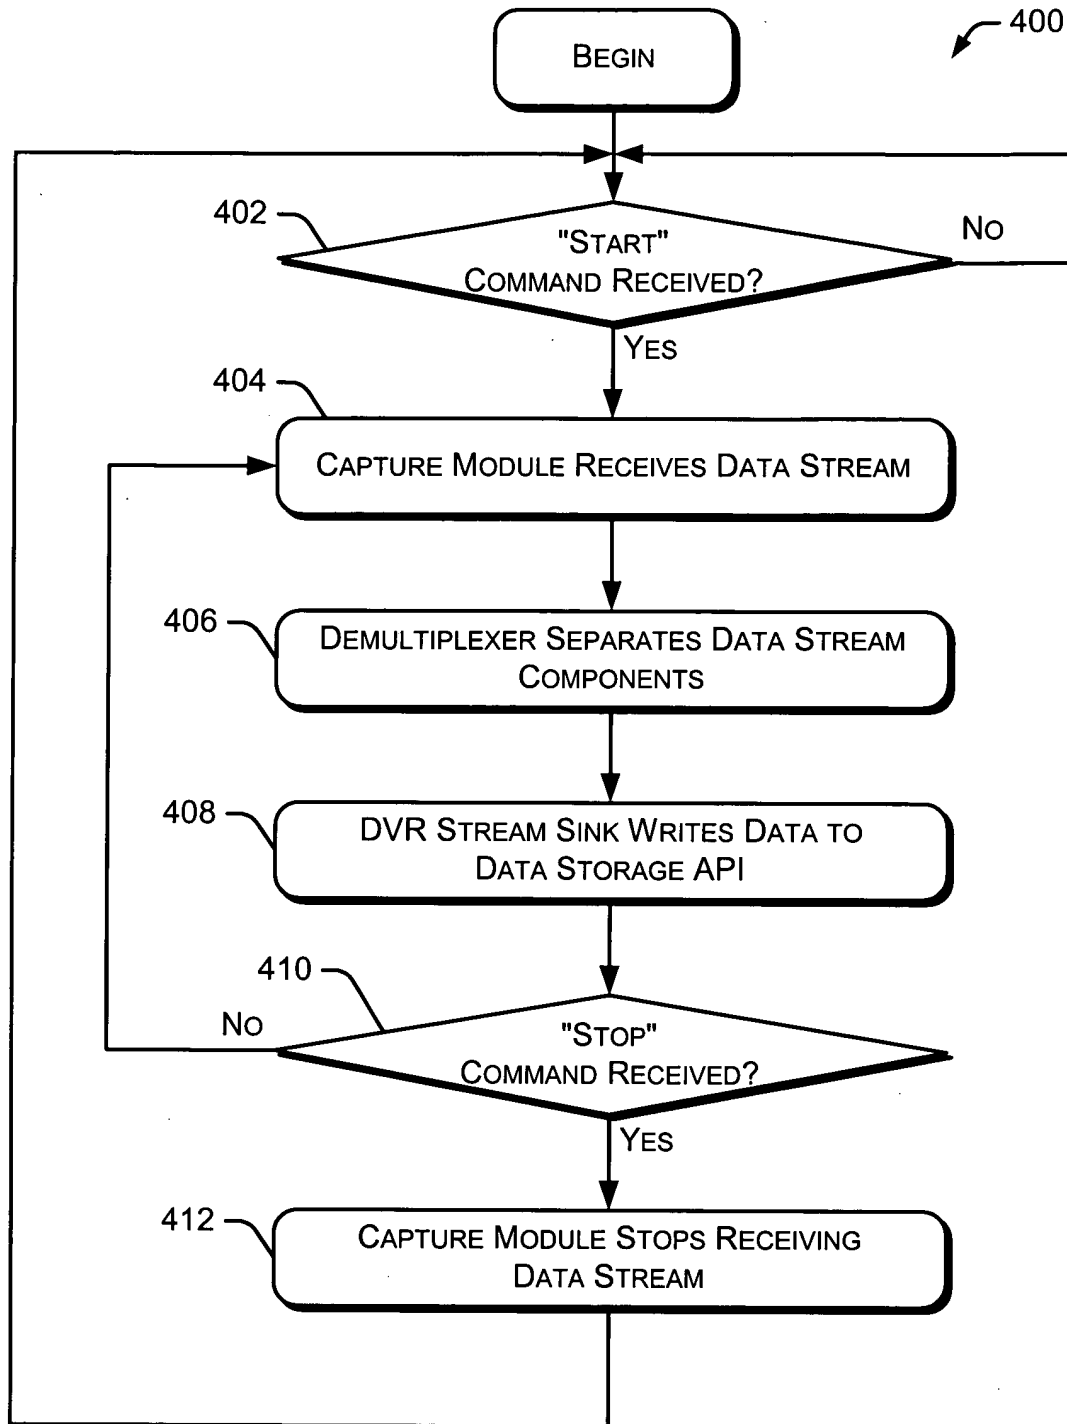 400
BEGIN
402
"START"
COMMAND RECEIVED?
NO
YES
404
CAPTURE MODULE RECEIVES DATA STREAM
406
DEMULTIPLEXER SEPARATES DATA STREAM
COMPONENTS
408
DVR STREAM SINK WRITES DATA TO
DATA STORAGE API
410
NO
"STOP"
COMMAND RECEIVED?
YES
412
CAPTURE MODULE STOPS RECEIVING
DATA STREAM